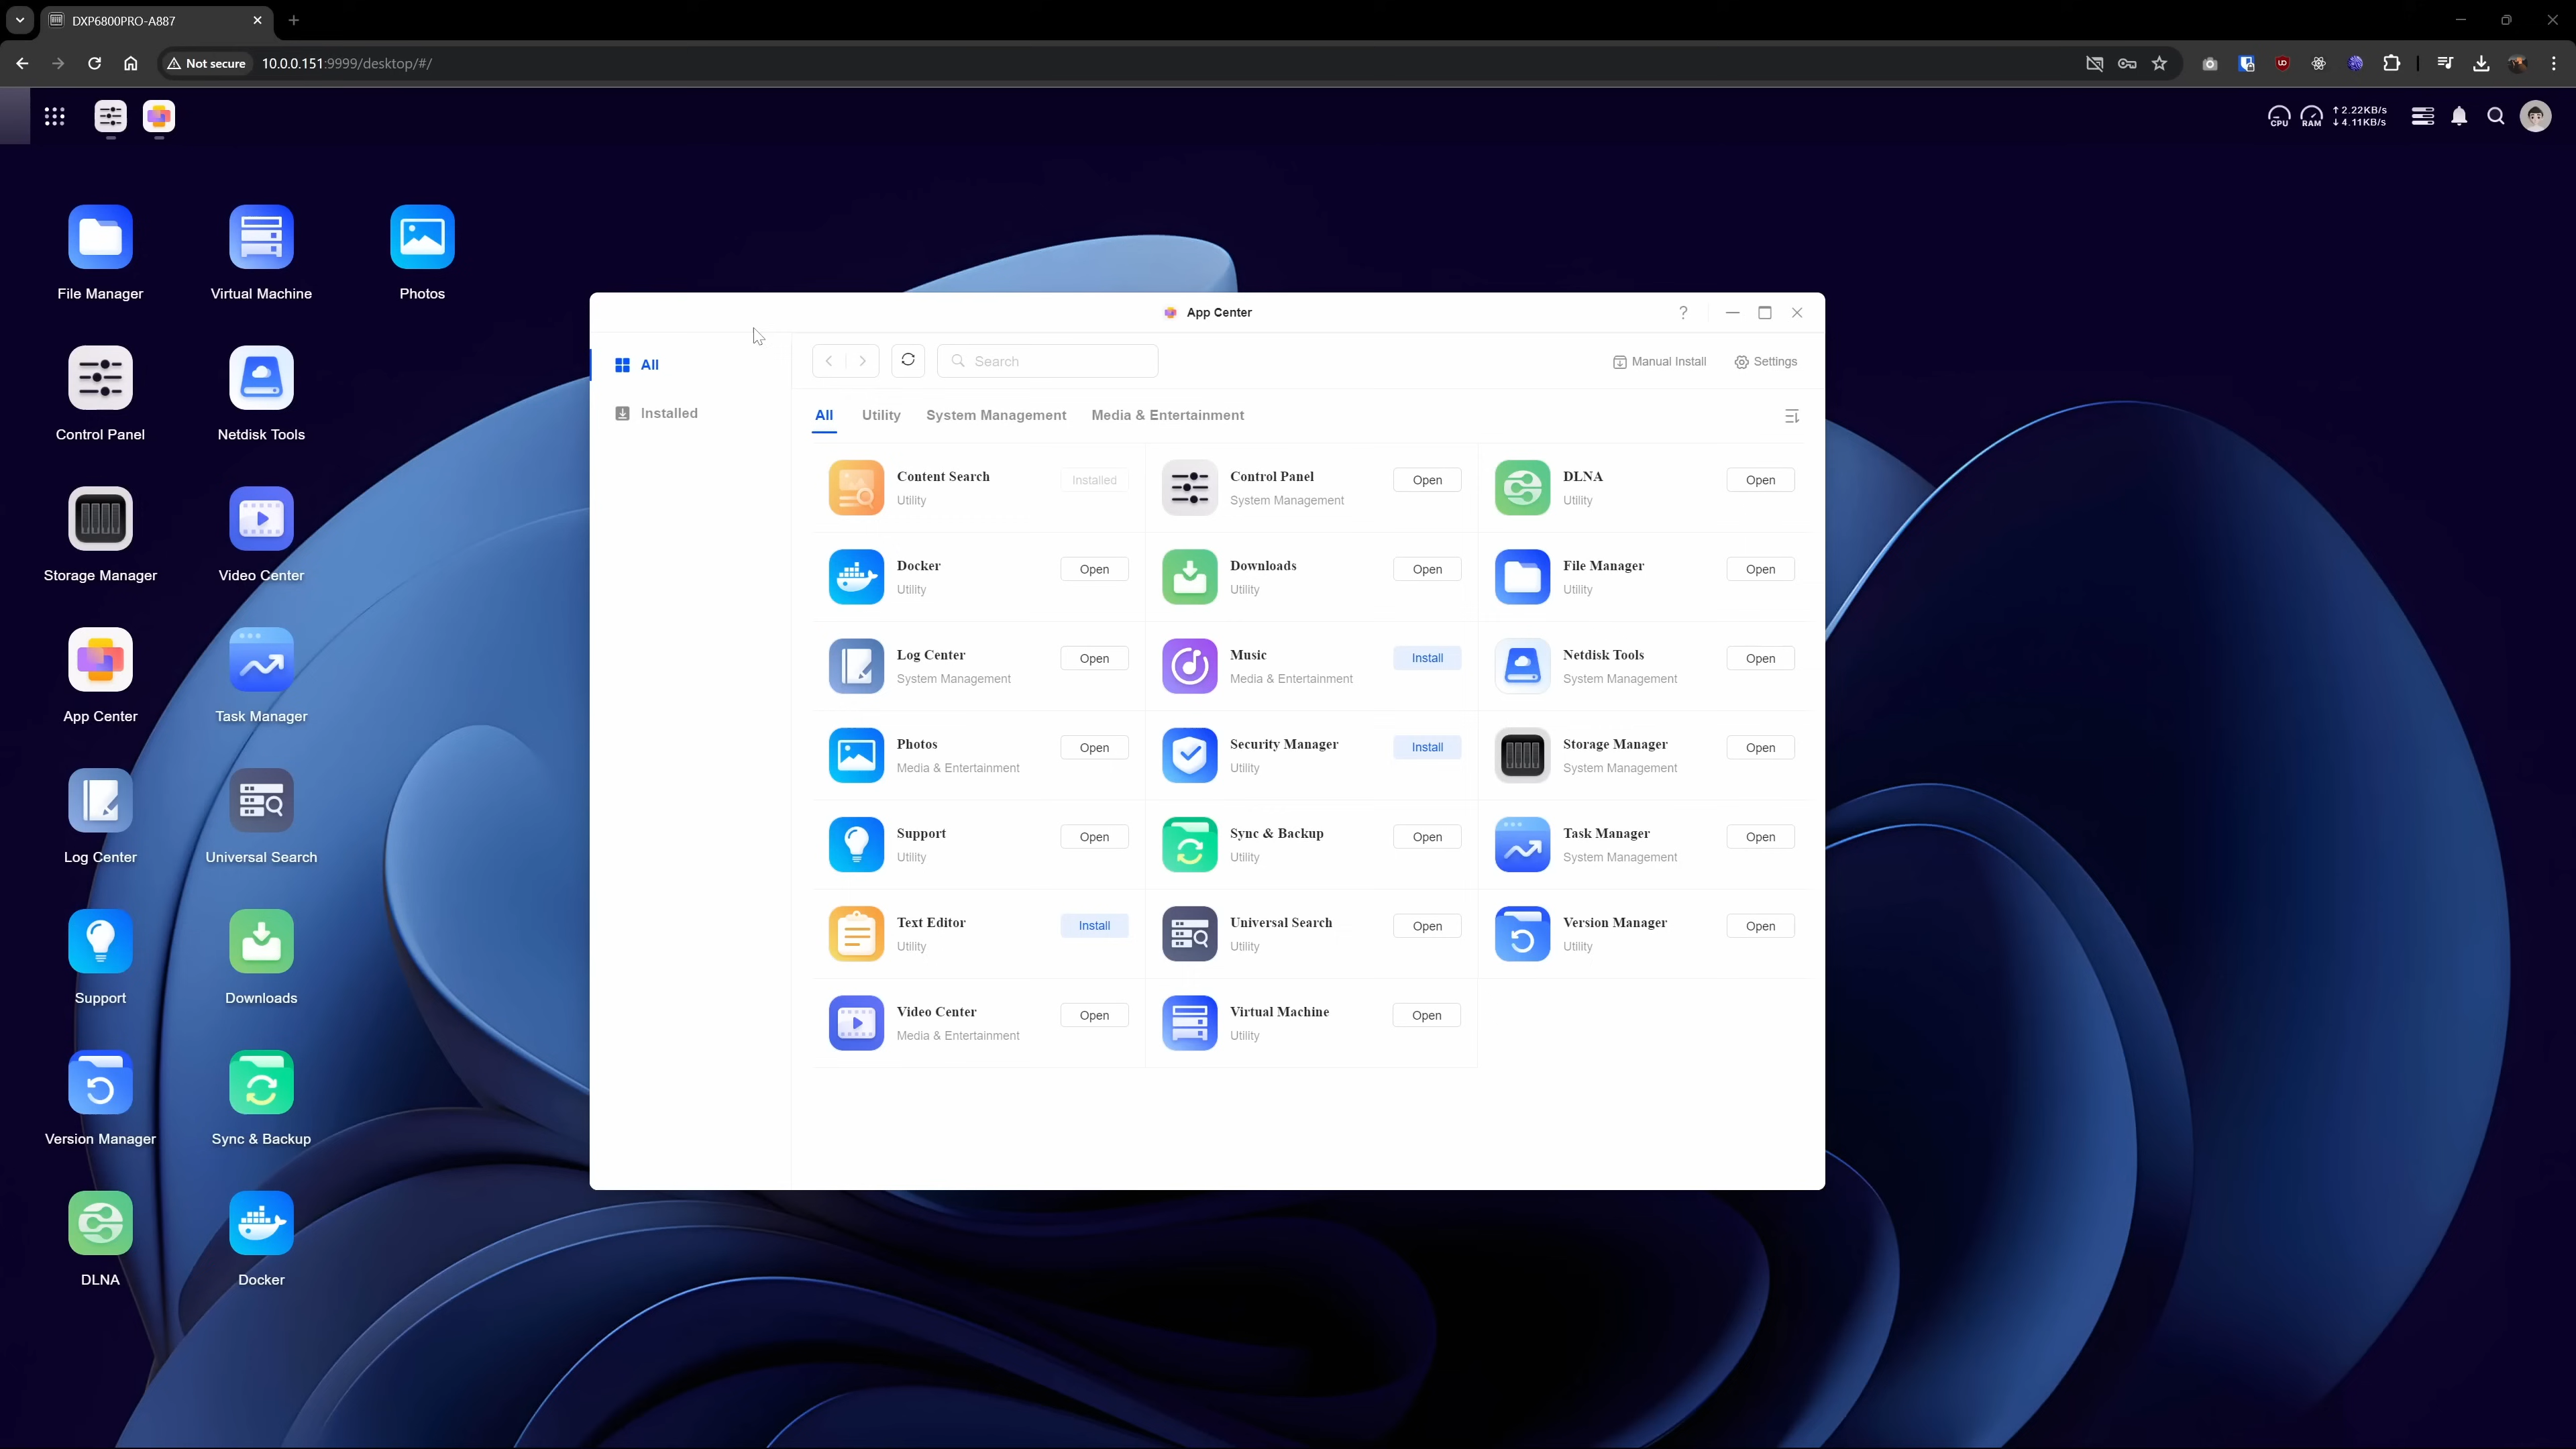 DXP6800PRO-A887
Not secure
10.0.0.151:9999/desktop/#/
CPU
RAM
↑ 2.22KB/s
↓ 4.11KB/s
File Manager
Virtual Machine
Photos
Control Panel
Netdisk Tools
Storage Manager
Video Center
App Center
Task Manager
Log Center
Universal Search
Support
Downloads
Version Manager
Sync & Backup
DLNA
Docker
App Center
?
All
Installed
Search
Manual Install
Settings
All
Utility
System Management
Media & Entertainment
Content Search
Utility
Installed
Control Panel
System Management
Open
DLNA
Utility
Open
Docker
Utility
Open
Downloads
Utility
Open
File Manager
Utility
Open
Log Center
System Management
Open
Music
Media & Entertainment
Install
Netdisk Tools
System Management
Open
Photos
Media & Entertainment
Open
Security Manager
Utility
Install
Storage Manager
System Management
Open
Support
Utility
Open
Sync & Backup
Utility
Open
Task Manager
System Management
Open
Text Editor
Utility
Install
Universal Search
Utility
Open
Version Manager
Utility
Open
Video Center
Media & Entertainment
Open
Virtual Machine
Utility
Open